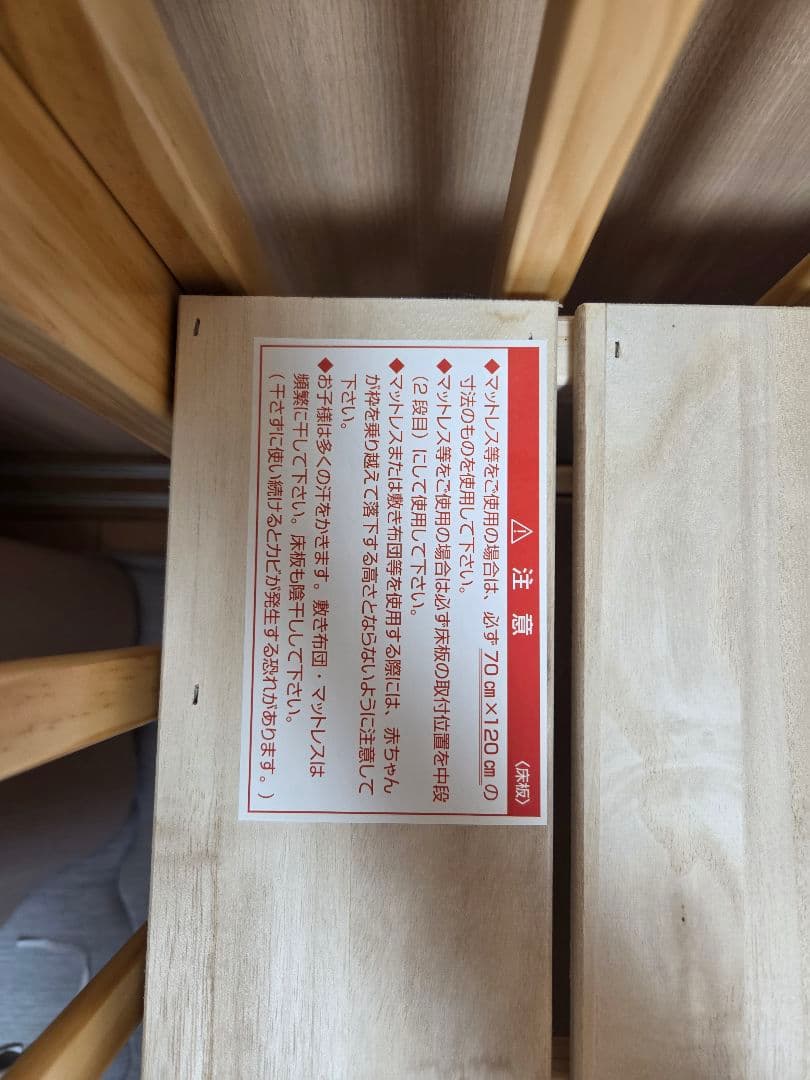 ⚠ 注意 〈床板〉
◆マットレス等をご使用の場合は、必ず70㎝×120㎝の
寸法のものを使用して下さい。
◆マットレス等をご使用の場合は必ず床板の取付位置を中段
(2段目)にして使用して下さい。
◆マットレスまたは敷き布団等を使用する際には、赤ちゃん
が枠を乗り越えて落下する高さとならないように注意して
下さい。
◆お子様は多くの汗をかきます。敷き布団・マットレスは
頻繁に干して下さい。床板も陰干しして下さい。
(干さずに使い続けるとカビが発生する恐れがあります。)